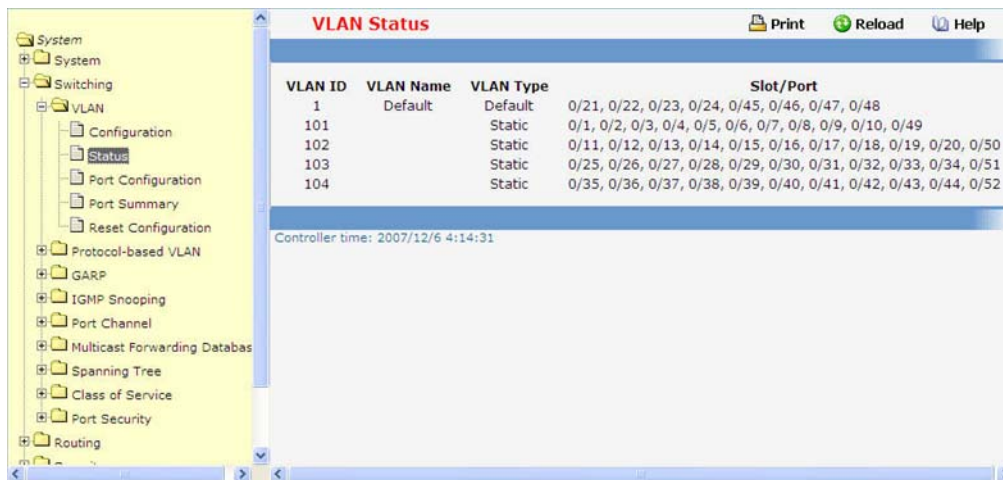 VLAN Status
Print
Reload
Help
System
System
Switching
VLAN
Configuration
Status
Port Configuration
Port Summary
Reset Configuration
Protocol-based VLAN
GARP
IGMP Snooping
Port Channel
Multicast Forwarding Databas
Spanning Tree
Class of Service
Port Security
Routing
VLAN ID VLAN Name VLAN Type Slot/Port
1 Default Default 0/21, 0/22, 0/23, 0/24, 0/45, 0/46, 0/47, 0/48
101 Static 0/1, 0/2, 0/3, 0/4, 0/5, 0/6, 0/7, 0/8, 0/9, 0/10, 0/49
102 Static 0/11, 0/12, 0/13, 0/14, 0/15, 0/16, 0/17, 0/18, 0/19, 0/20, 0/50
103 Static 0/25, 0/26, 0/27, 0/28, 0/29, 0/30, 0/31, 0/32, 0/33, 0/34, 0/51
104 Static 0/35, 0/36, 0/37, 0/38, 0/39, 0/40, 0/41, 0/42, 0/43, 0/44, 0/52
Controller time: 2007/12/6 4:14:31